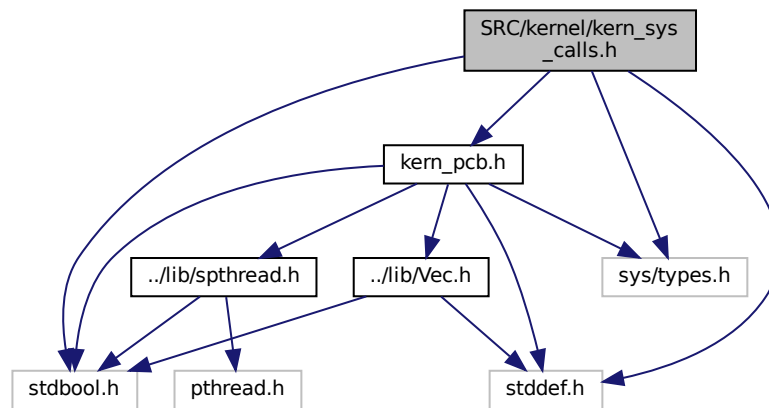 SRC/kernel/kern_sys
_calls.h
kern_pcb.h
../lib/spthread.h
../lib/Vec.h
sys/types.h
stdbool.h
pthread.h
stddef.h